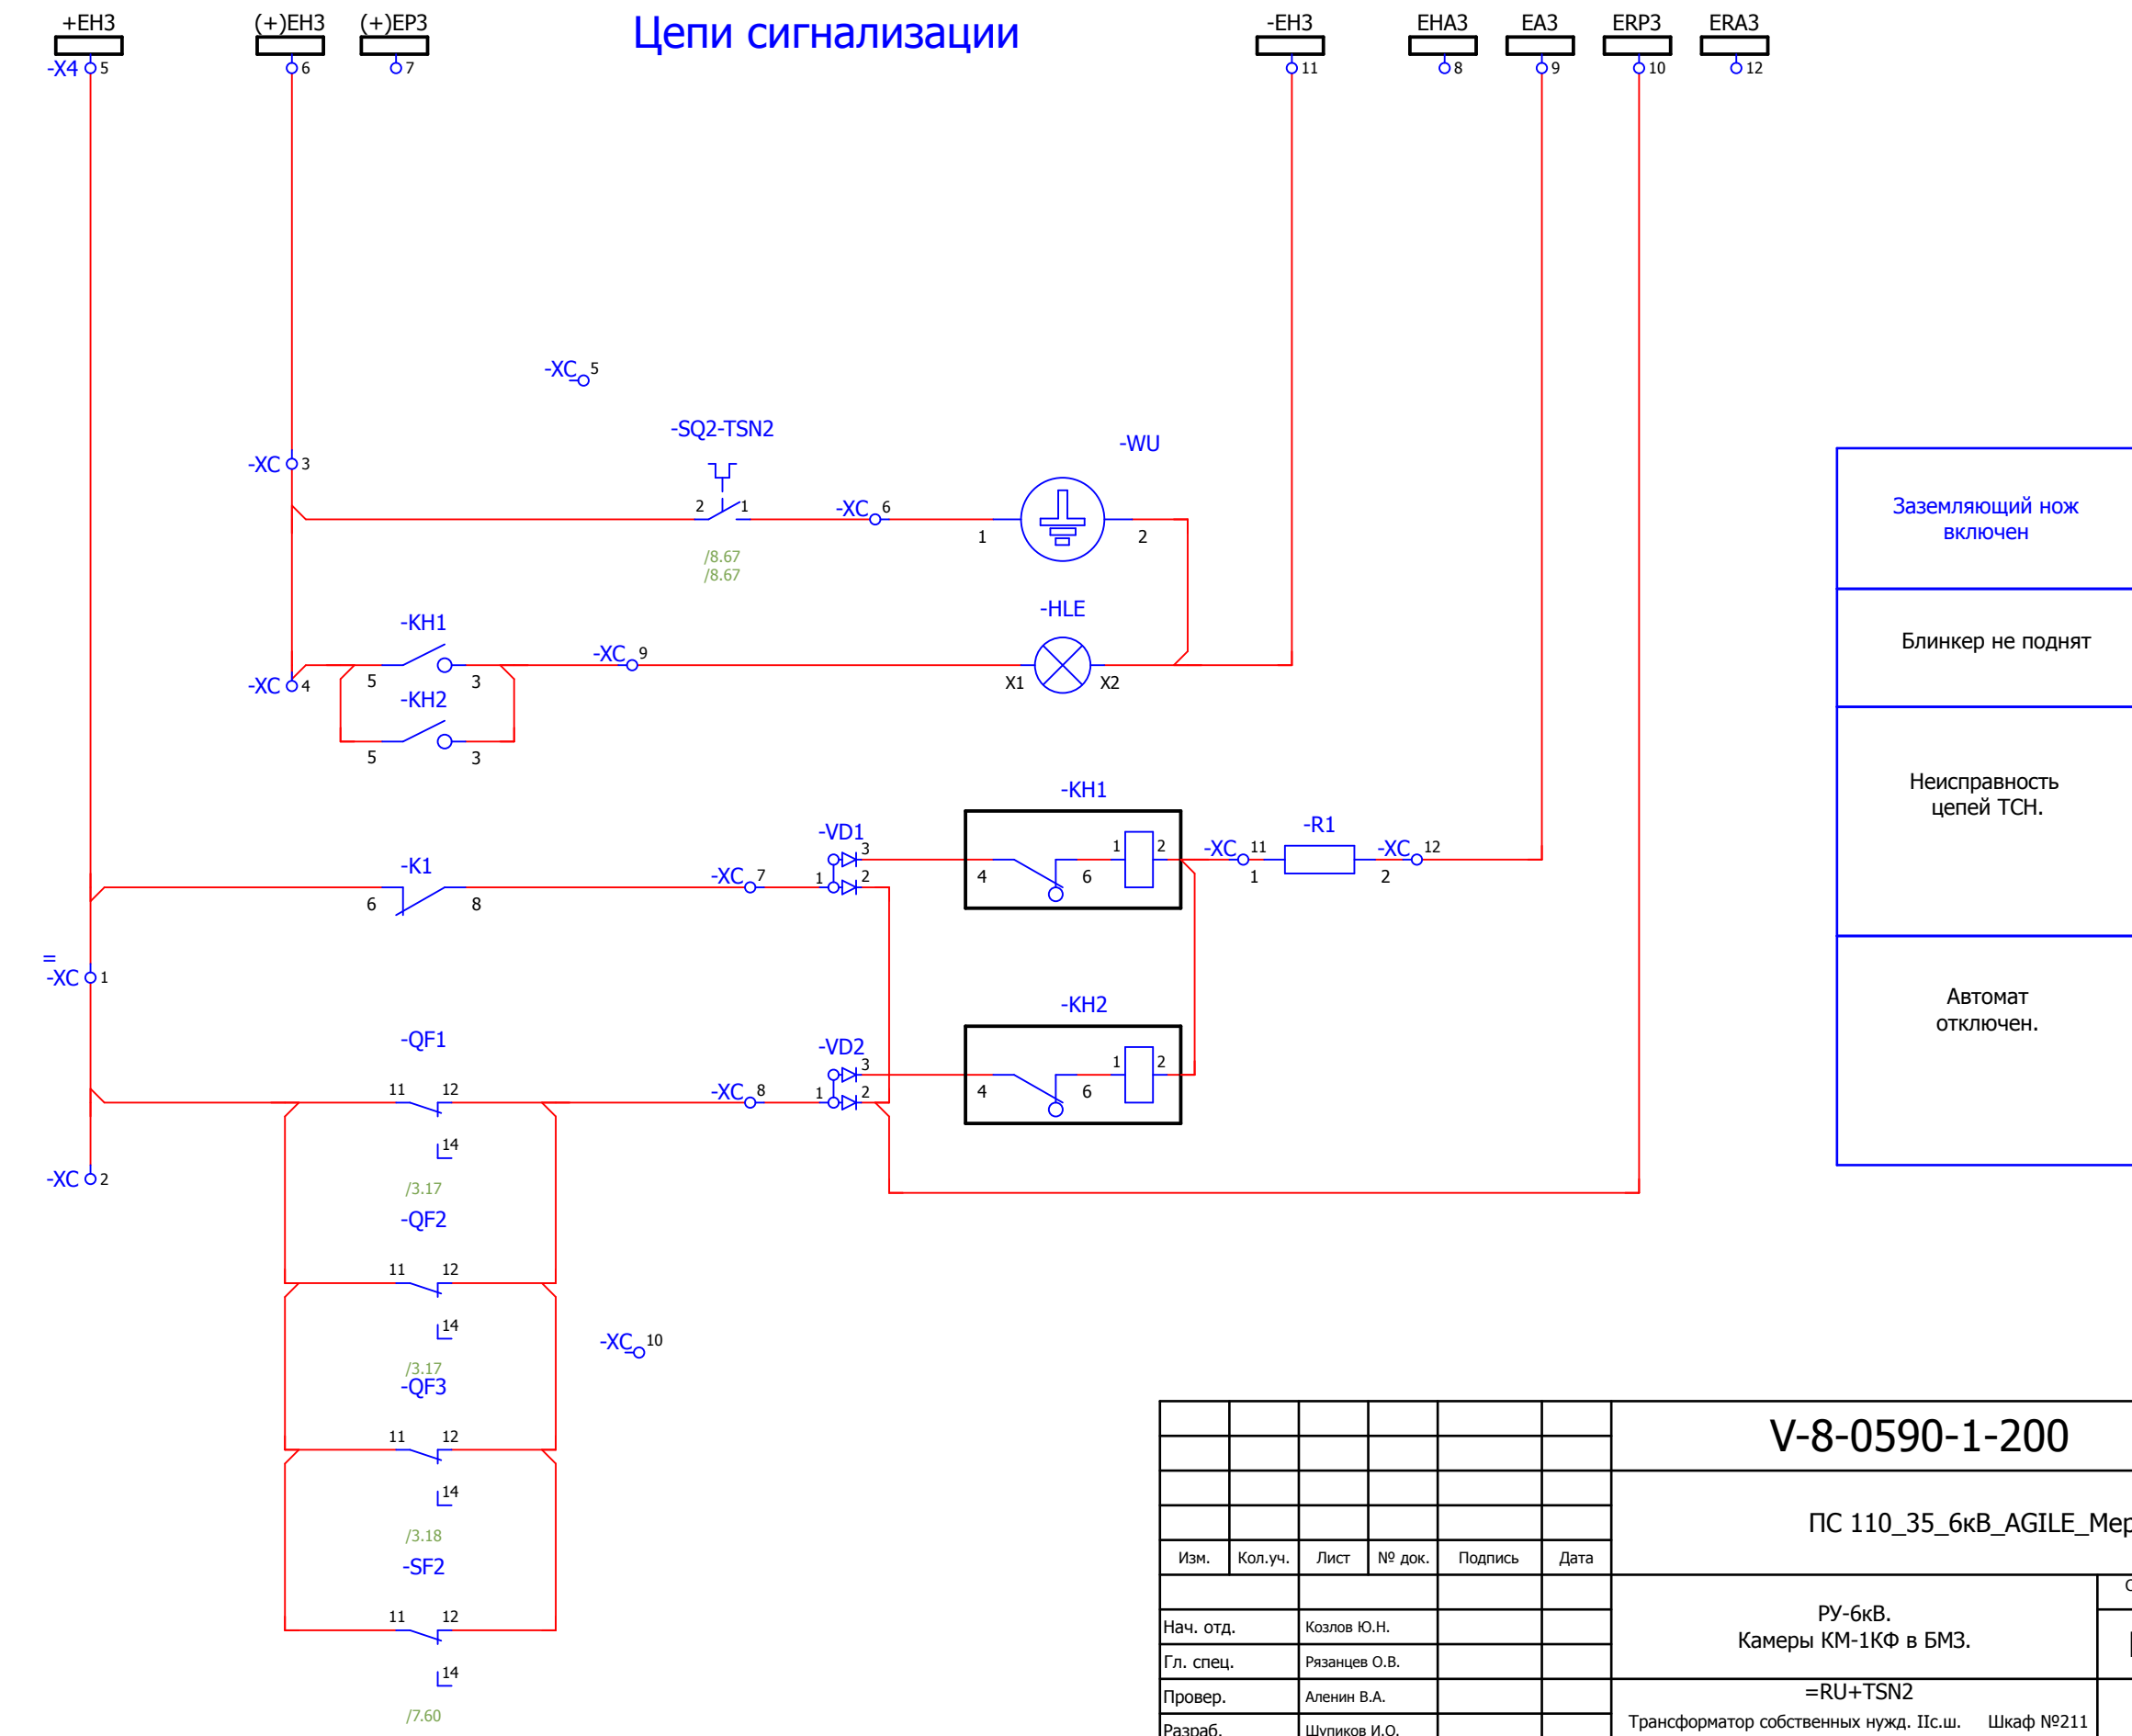 +EH3 (+)EH3 (+)EP3 Цепи сигнализации -EH3 EHA3 EA3 ERP3 ERA3
-X4 5 6 7 11 8 9 10 12
-XC 5
-SQ2-TSN2 -WU
-XC 3
2 1 -XC 6
1 2
/8.67
/8.67
Заземляющий нож
включен
-HLE
-KH1
-XC 9
Блинкер не поднят
-XC 4 5 3 X1 X2
-KH2
5 3
-KH1
Неисправность
цепей ТСН.
-VD1 -R1
3 1 2 -XC 11 -XC 12
-K1
-XC 7 1 2 4 6 1 2
6 8
=
-XC 1
-KH2
Автомат
отключен.
-QF1 -VD2
3 1 2
11 12 -XC 8 1 2 4 6
14
-XC 2
/3.17
-QF2
11 12
14
-XC 10
/3.17
-QF3
11 12
14
/3.18
-SF2
11 12
14
/7.60
V-8-0590-1-200
ПС 110_35_6кВ_AGILE_Мер
Изм. Кол.уч. Лист № док. Подпись Дата
РУ-6кВ.
Камеры КМ-1КФ в БМЗ.
Нач. отд. Козлов Ю.Н.
Гл. спец. Рязанцев О.В.
Провер. Аленин В.А.
=RU+TSN2
Разраб. Шупиков И.О.
Трансформатор собственных нужд. IIс.ш. Шкаф №211